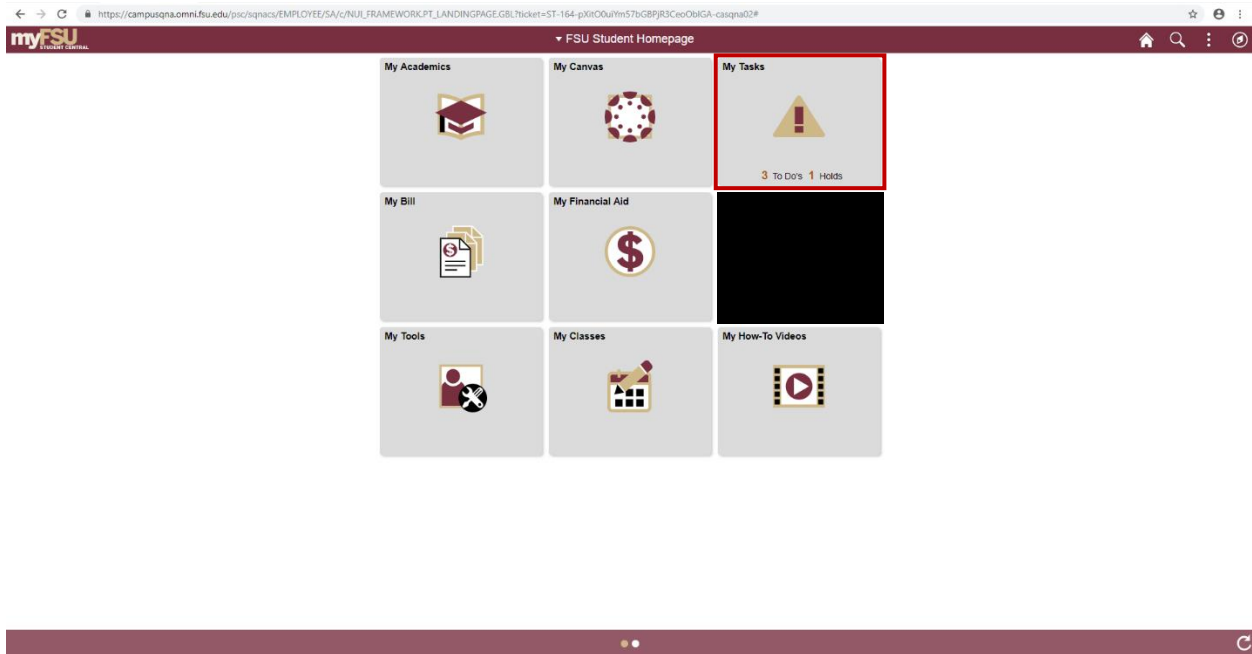 https://campusqna.omni.fsu.edu/psc/sqnacs/EMPLOYEE/SA/c/NUI_FRAMEWORK.PT_LANDINGPAGE.GBL?ticket=ST-164-pXitO0uiYm57bGBPJR3CeoOblGA-casqna02#
myFSU
STUDENT CENTRAL
FSU Student Homepage
My Academics
My Canvas
My Tasks
3 To Do's 1 Holds
My Bill
My Financial Aid
My Tools
My Classes
My How-To Videos